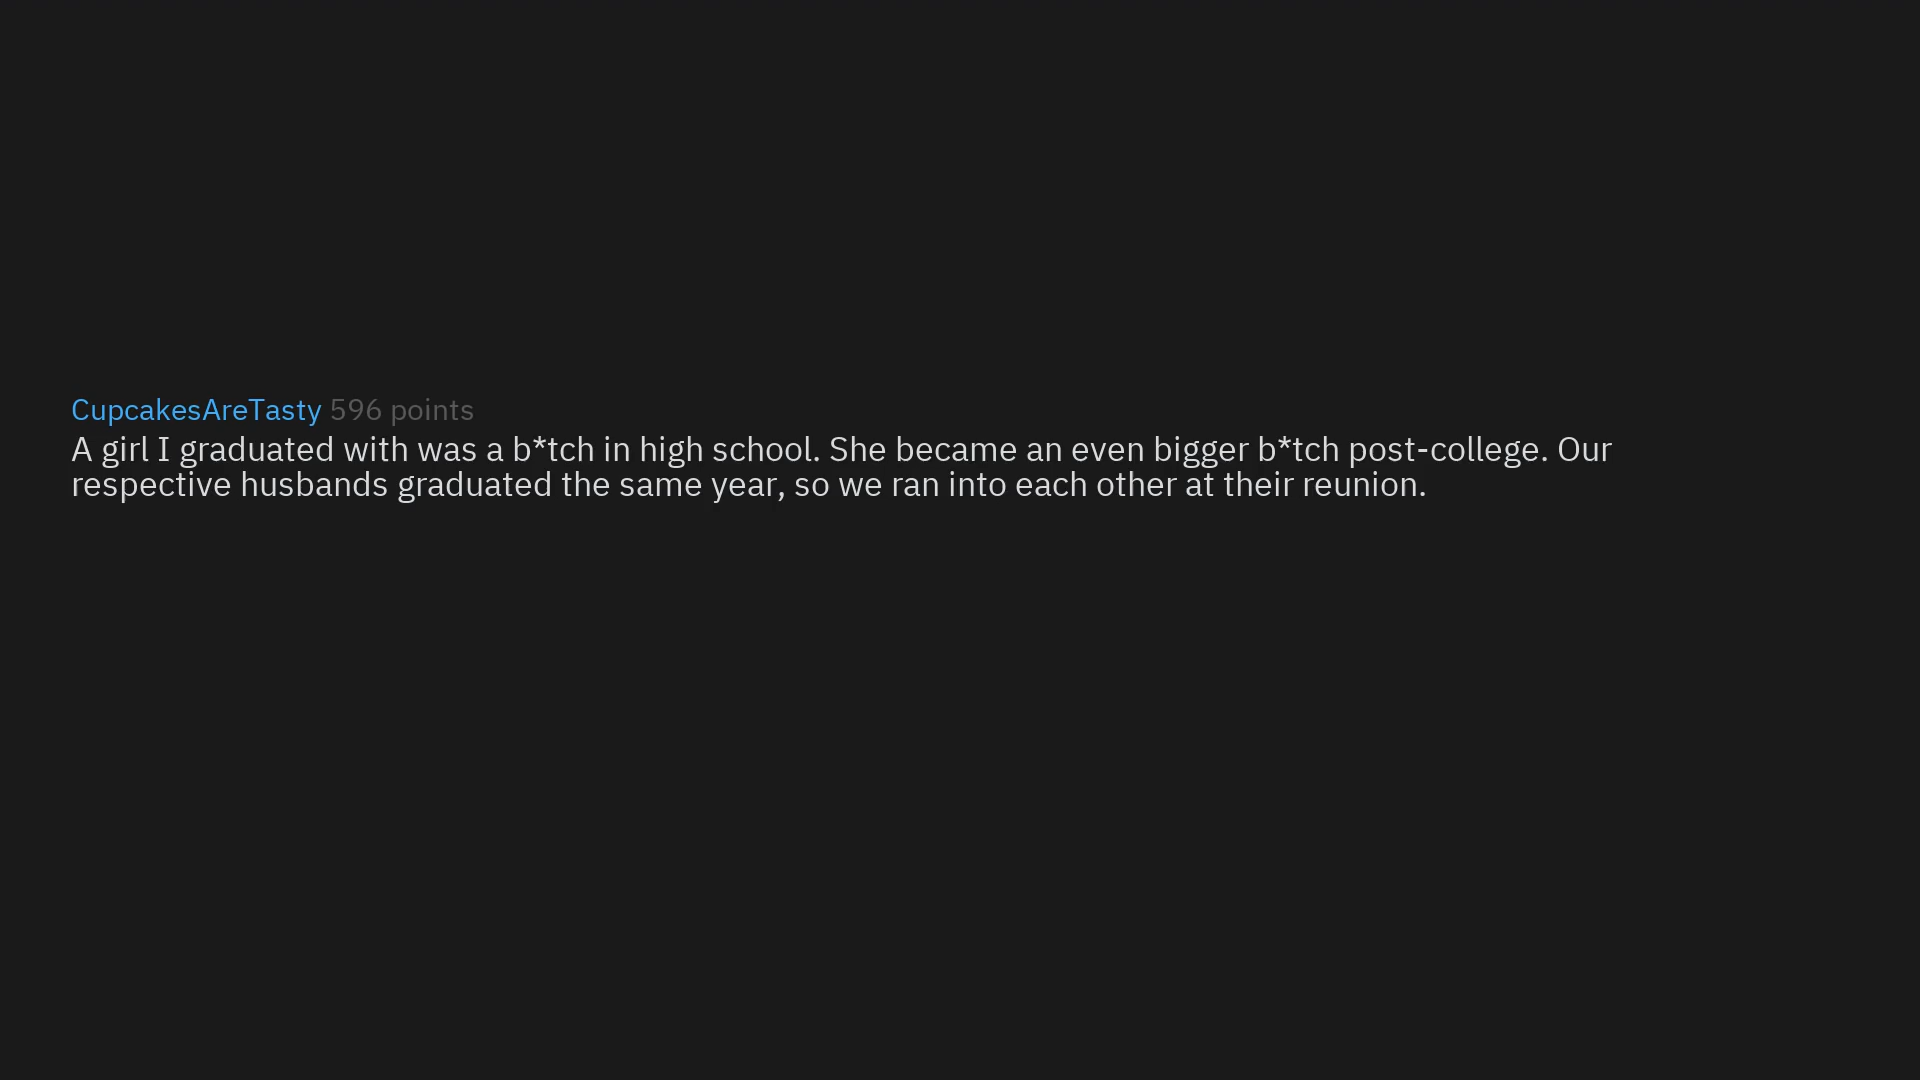 CupcakesAreTasty 596 points
A girl I graduated with was a b*tch in high school. She became an even bigger b*tch post-college. Our
respective husbands graduated the same year, so we ran into each other at their reunion.